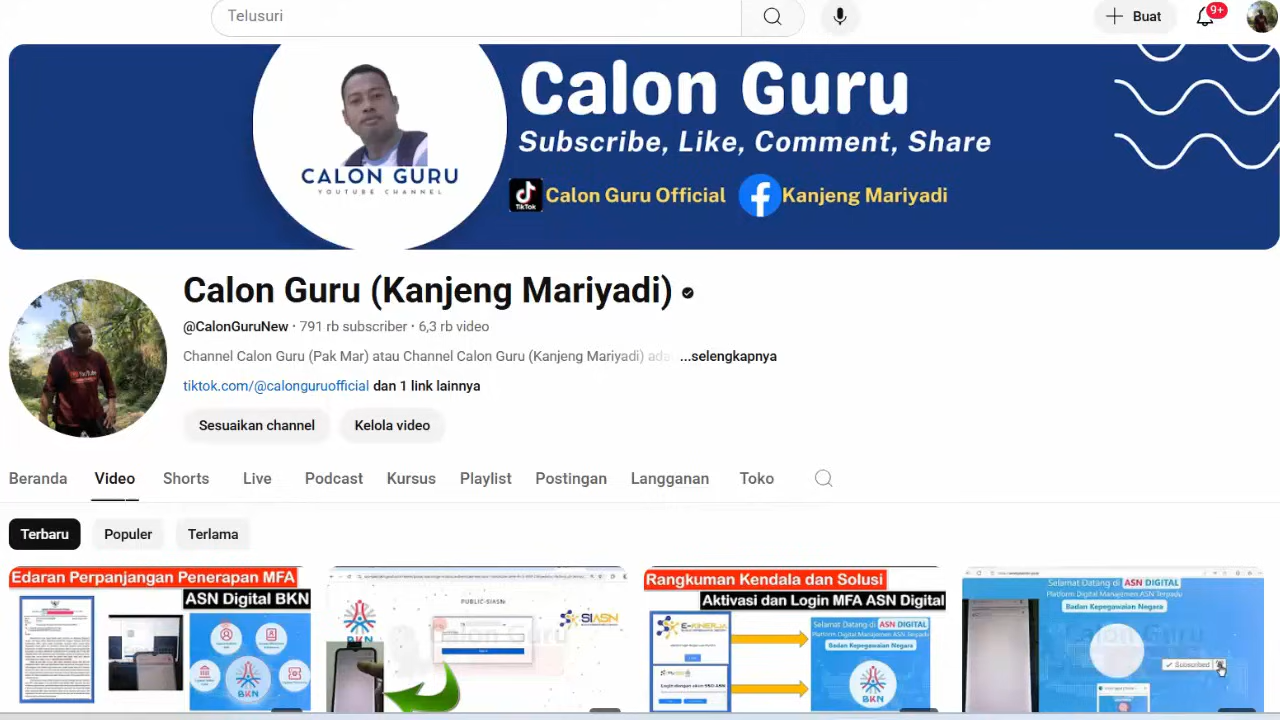 Telusuri
Buat
9+
Calon Guru
Subscribe, Like, Comment, Share
CALON GURU
YOUTUBE CHANNEL
TikTok
Calon Guru Official
Kanjeng Mariyadi
Calon Guru (Kanjeng Mariyadi)
@CalonGuruNew · 791 rb subscriber · 6,3 rb video
Channel Calon Guru (Pak Mar) atau Channel Calon Guru (Kanjeng Mariyadi) ada ...selengkapnya
tiktok.com/@calonguruofficial dan 1 link lainnya
Sesuaikan channel
Kelola video
Beranda Video Shorts Live Podcast Kursus Playlist Postingan Langganan Toko
Terbaru Populer Terlama
Edaran Perpanjangan Penerapan MFA
ASN Digital BKN
BKN
PUBLIC-SIASN
SIASN
BKN
Calon Guru
Rangkuman Kendala dan Solusi
Aktivasi dan Login MFA ASN Digital
E-KINERJA
Selamat Datang di ASN DIGITAL
Platform Digital Manajemen ASN Terpadu
Badan Kepegawaian Negara
BKN
Selamat Datang di ASN DIGITAL
Platform Digital Manajemen ASN Terpadu
Badan Kepegawaian Negara
Subscribed